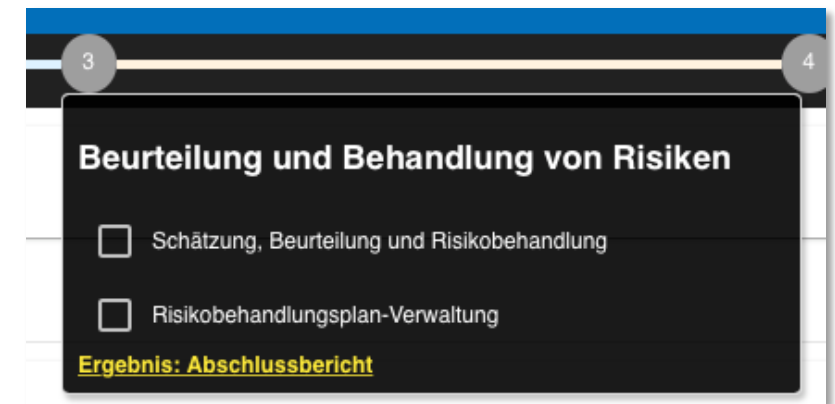 3
4
Beurteilung und Behandlung von Risiken
Schätzung, Beurteilung und Risikobehandlung
Risikobehandlungsplan-Verwaltung
Ergebnis: Abschlussbericht